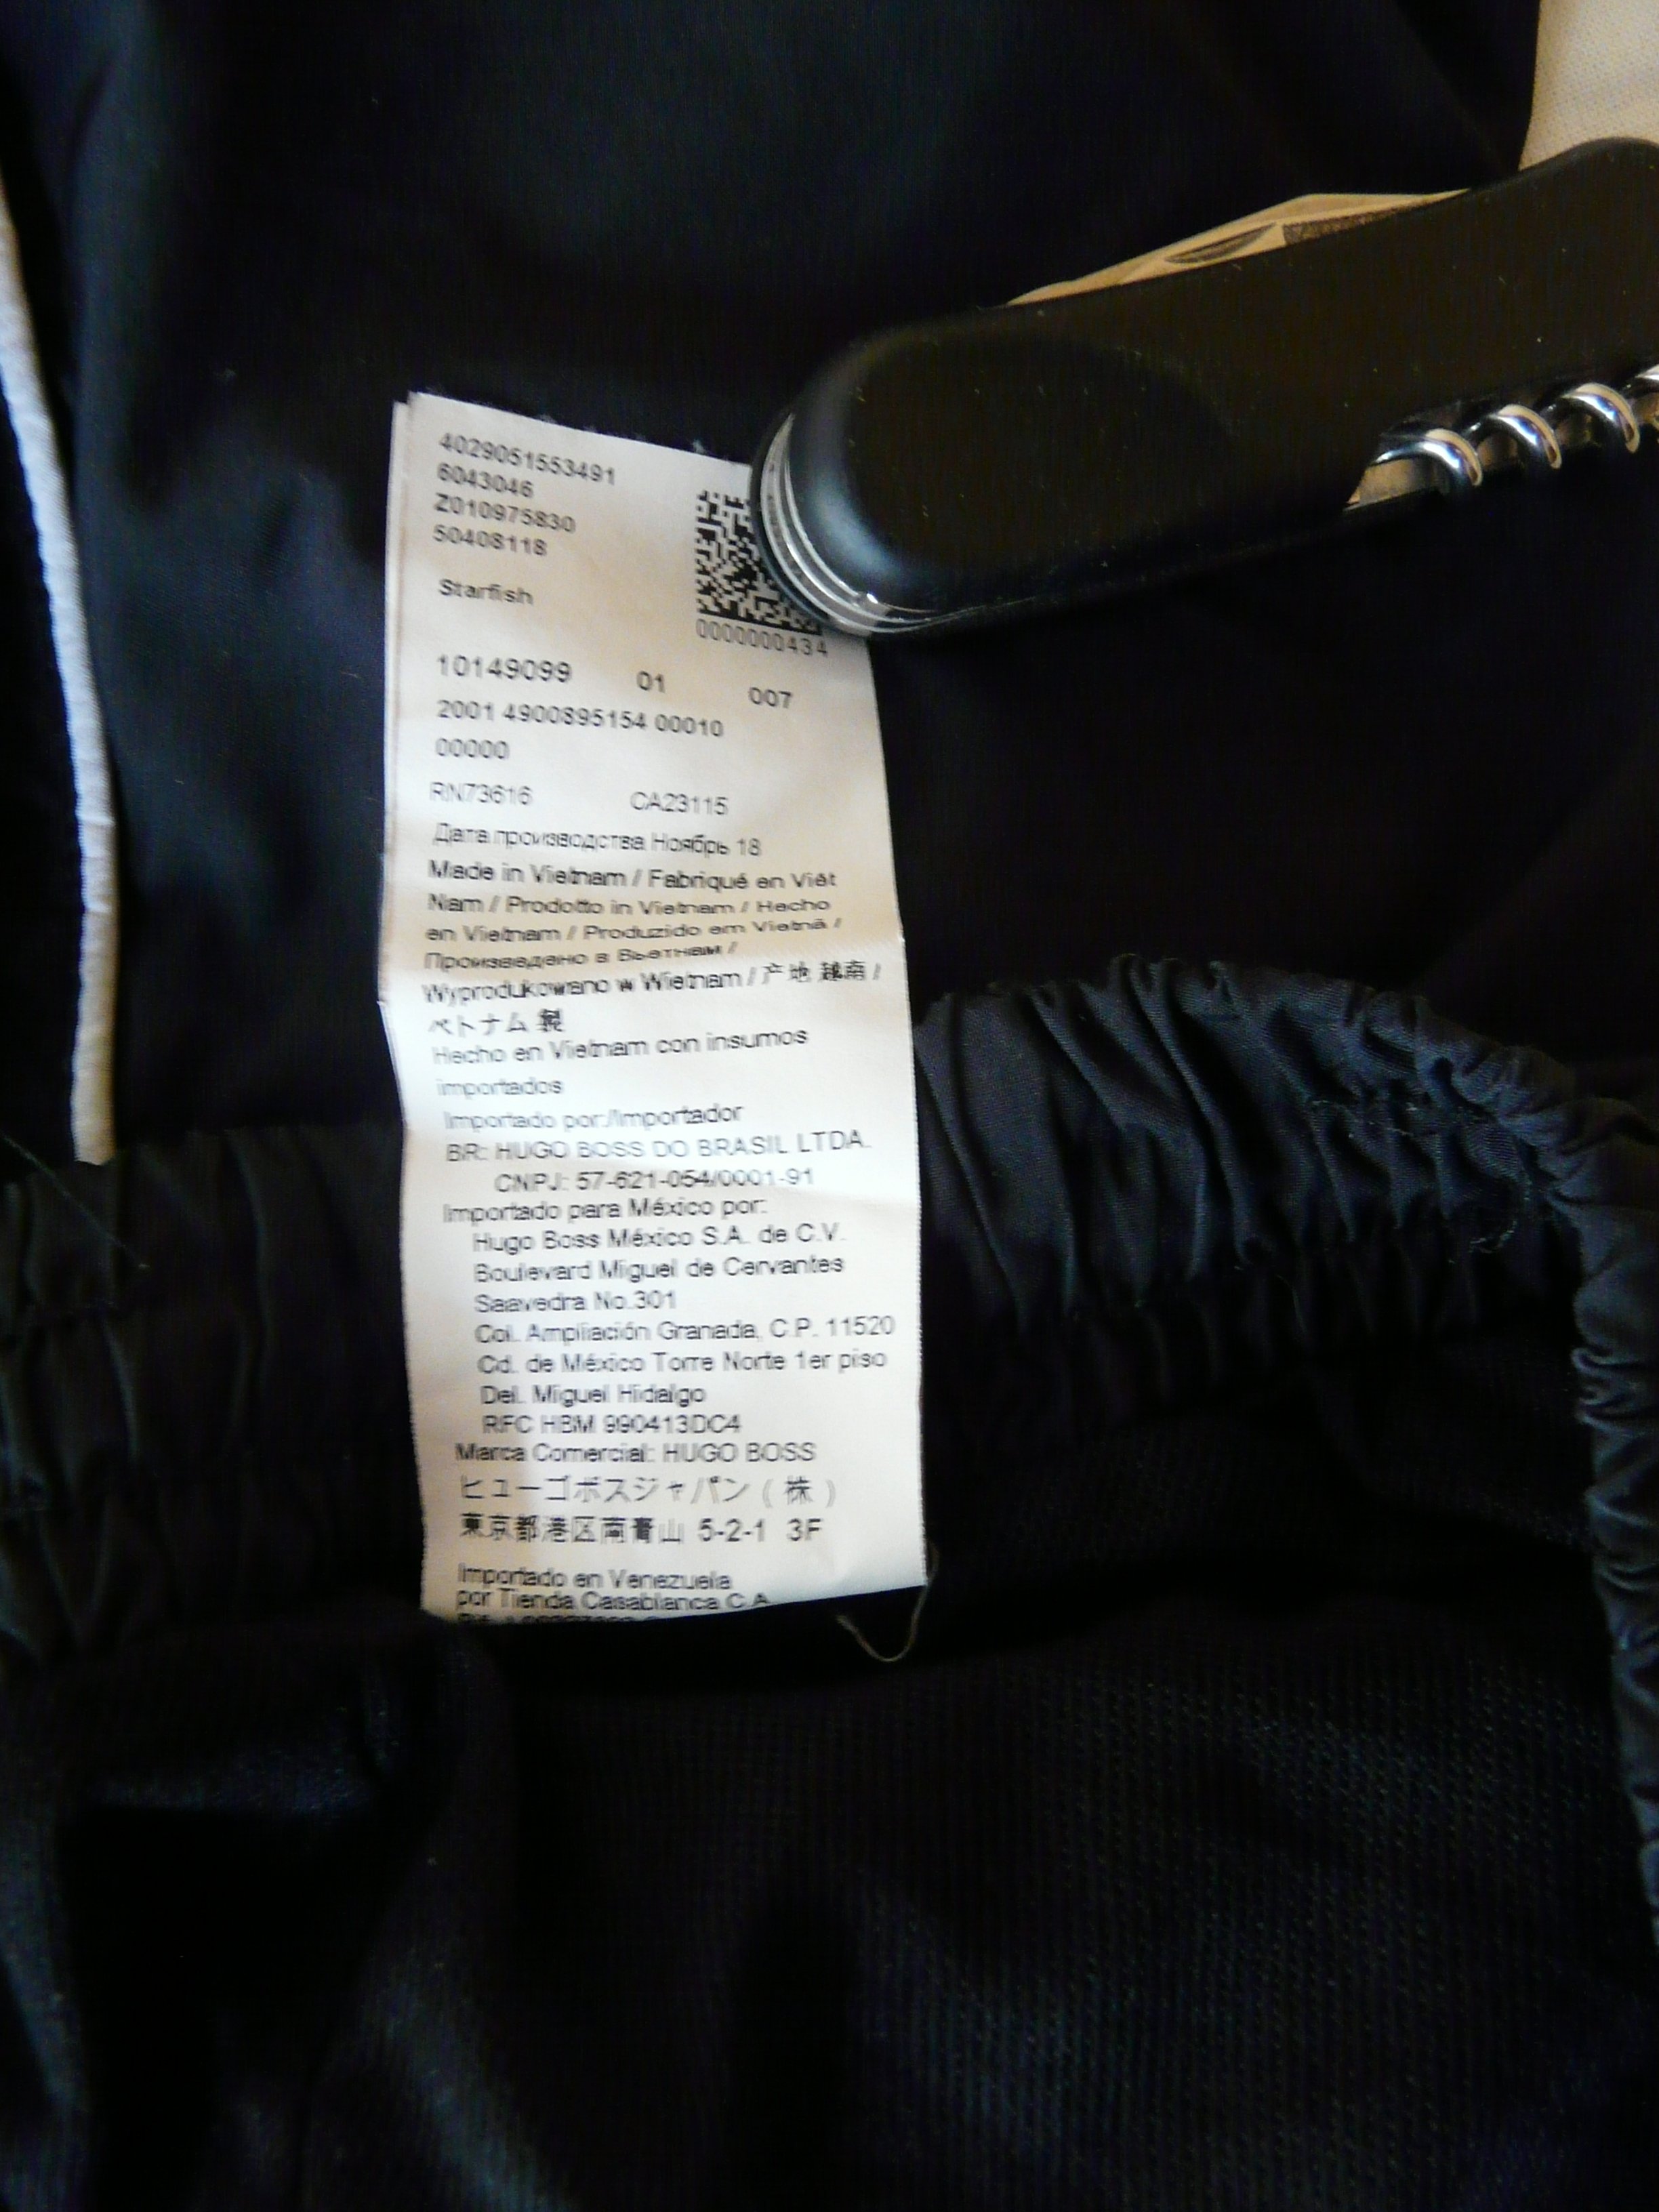 4029051553491
6043046
Z010975830
50408118
Starfish
0000000434
10149099 01 007
2001 4900895154 00010
00000
RN73616 CA23115
Дата производства Ноябрь 18
Made in Vietnam / Fabriqué en Viêt
Nam / Prodotto in Vietnam / Hecho
en Vietnam / Produzido em Vietnã /
Произведено в Вьетнам /
Wyprodukowano w Wietnam / 产地 越南 /
ベトナム 製
Hecho en Vietnam con insumos
importados
Importado por:/Importador
BR: HUGO BOSS DO BRASIL LTDA.
CNPJ: 57-621-054/0001-91
Importado para México por:
Hugo Boss México S.A. de C.V.
Boulevard Miguel de Cervantes
Saavedra No.301
Col. Ampliación Granada, C.P. 11520
Cd. de México Torre Norte 1er piso
Del. Miguel Hidalgo
RFC HBM 990413DC4
Marca Comercial: HUGO BOSS
ヒューゴボスジャパン ( 株 )
東京都港区南青山 5-2-1 3F
Importado en Venezuela
por Tienda Casablanca C.A.